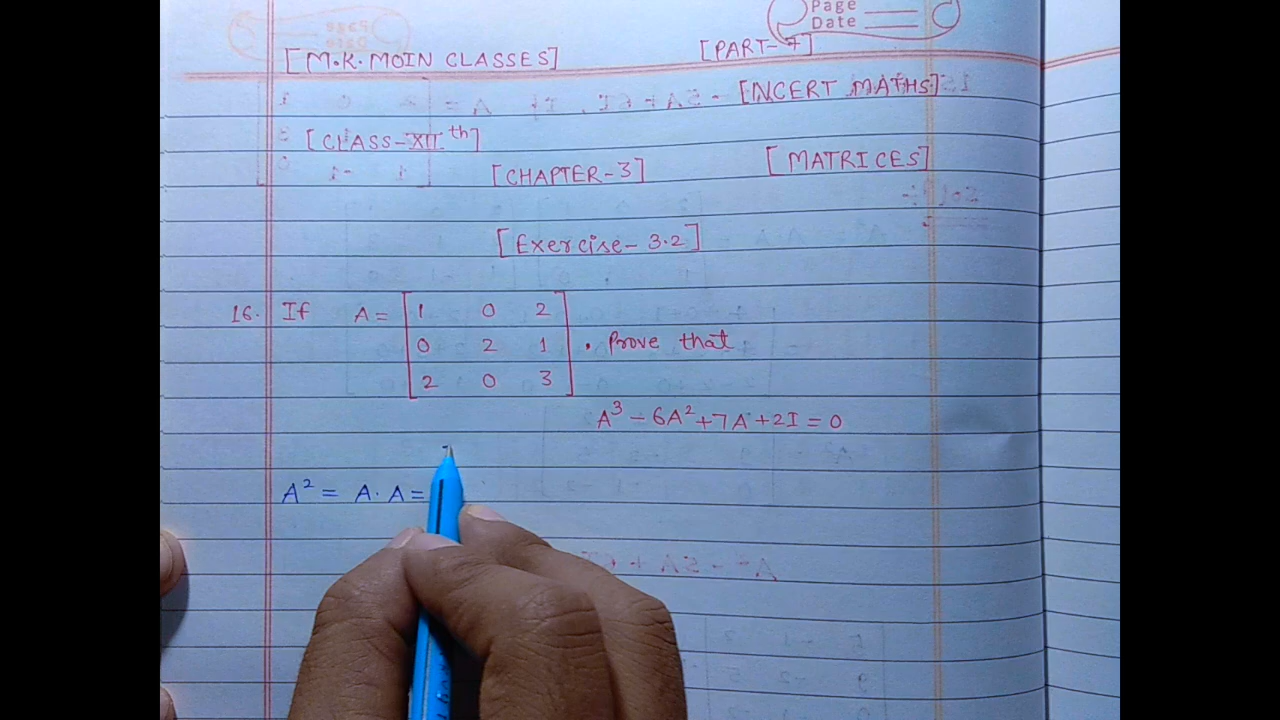 Page
Date
[M.K. MOIN CLASSES] [PART-7]
[NCERT MATHS]
[CLASS-XII th]
[CHAPTER-3] [MATRICES]
[Exercise-3.2]
16. If A = [1 0 2
0 2 1
2 0 3] . Prove that
A³ - 6A² + 7A + 2I = 0
A² = A · A =